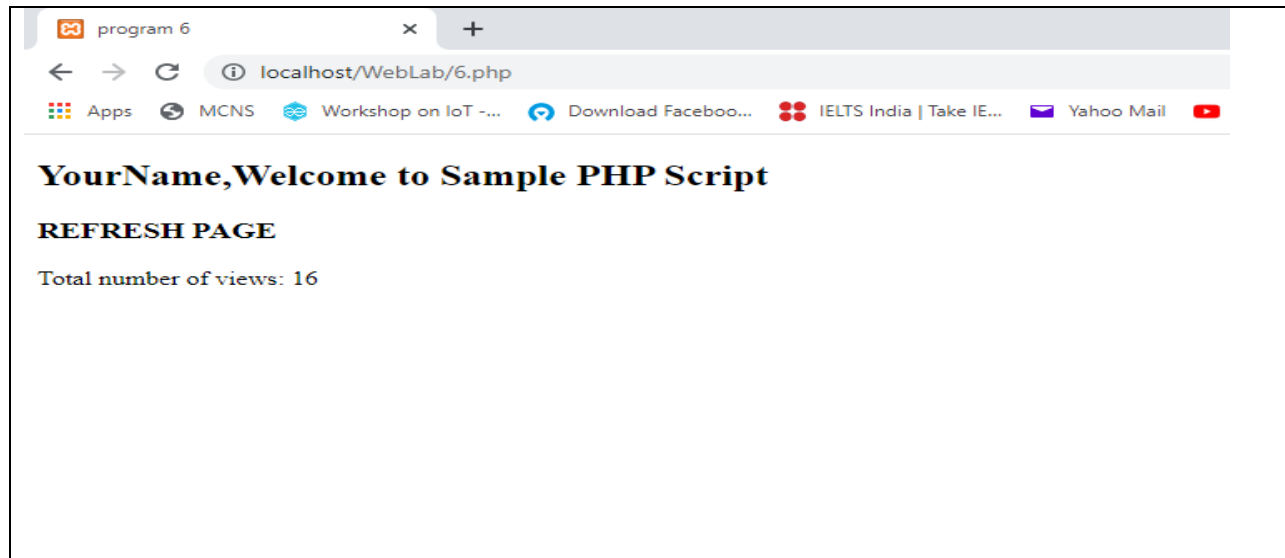 program 6
localhost/WebLab/6.php
Apps MCNS Workshop on IoT -... Download Faceboo... IELTS India | Take IE... Yahoo Mail
YourName,Welcome to Sample PHP Script
REFRESH PAGE
Total number of views: 16